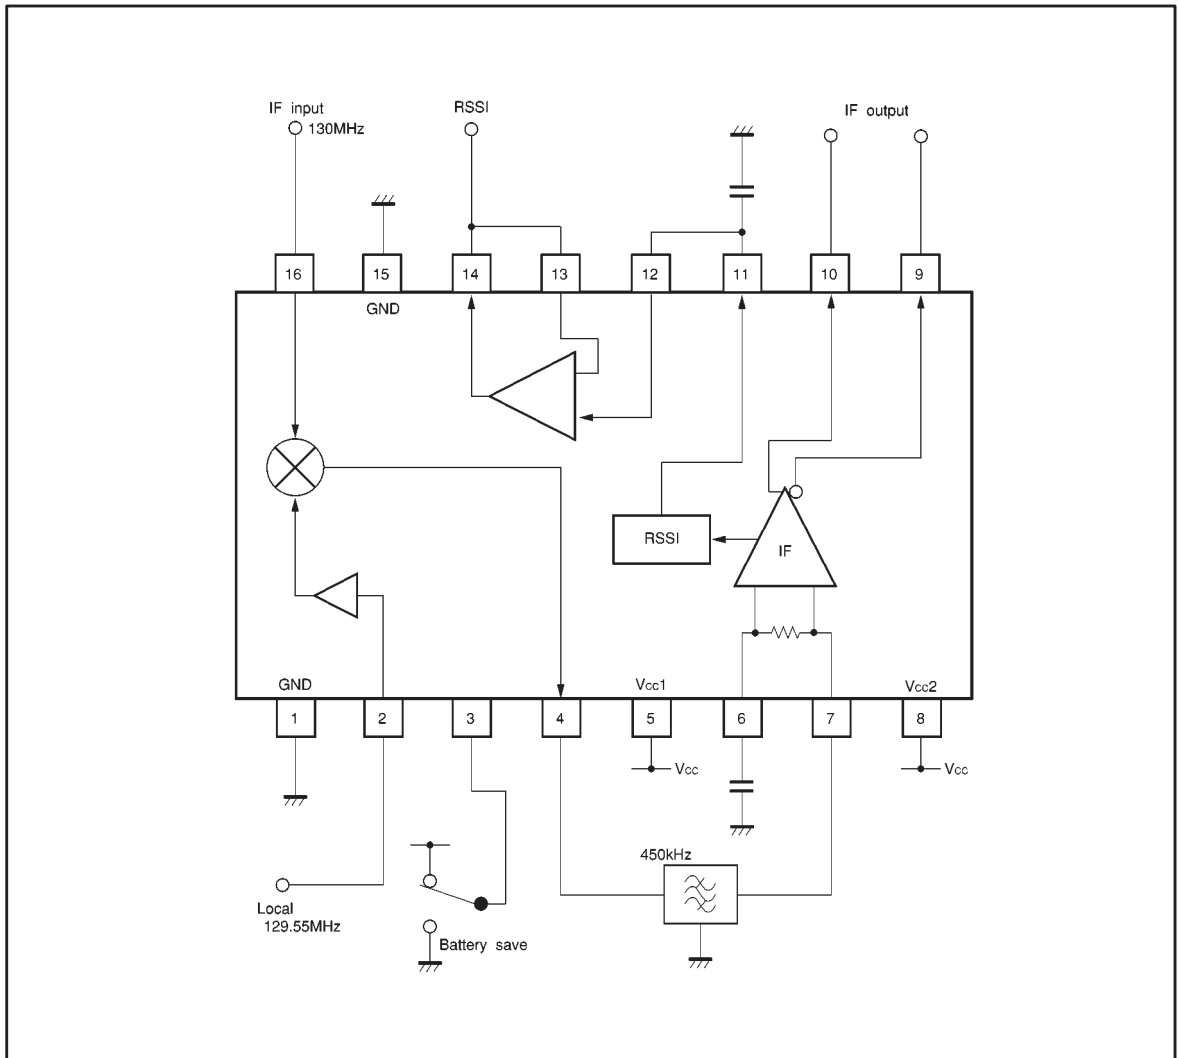 IF input
130MHz
RSSI
IF output
16
15
14
13
12
11
10
9
GND
RSSI
IF
GND
Vcc1
Vcc2
1
2
3
4
5
6
7
8
Vcc
Vcc
450kHz
Local
129.55MHz
Battery save